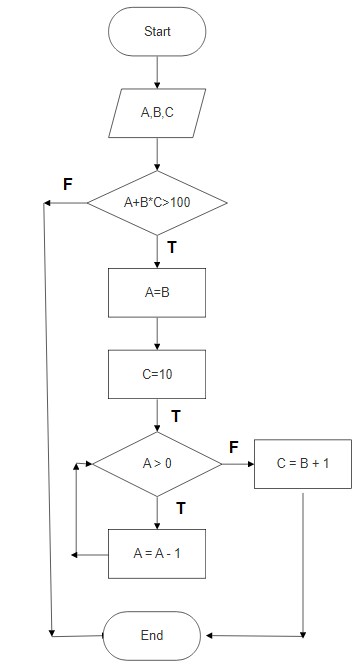 Start
A,B,C
F
A+B*C>100
T
A=B
C=10
T
A > 0
F
C = B + 1
T
A = A - 1
End